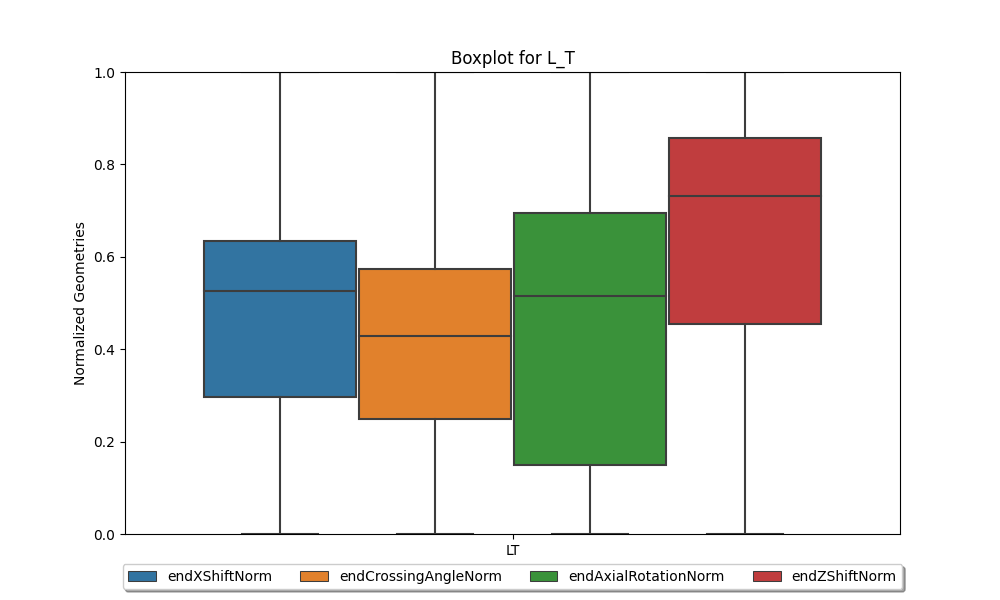 Boxplot for L_T
1.0
0.8
0.6
0.4
0.2
0.0
Normalized Geometries
LT
endXShiftNorm endCrossingAngleNorm endAxialRotationNorm endZShiftNorm